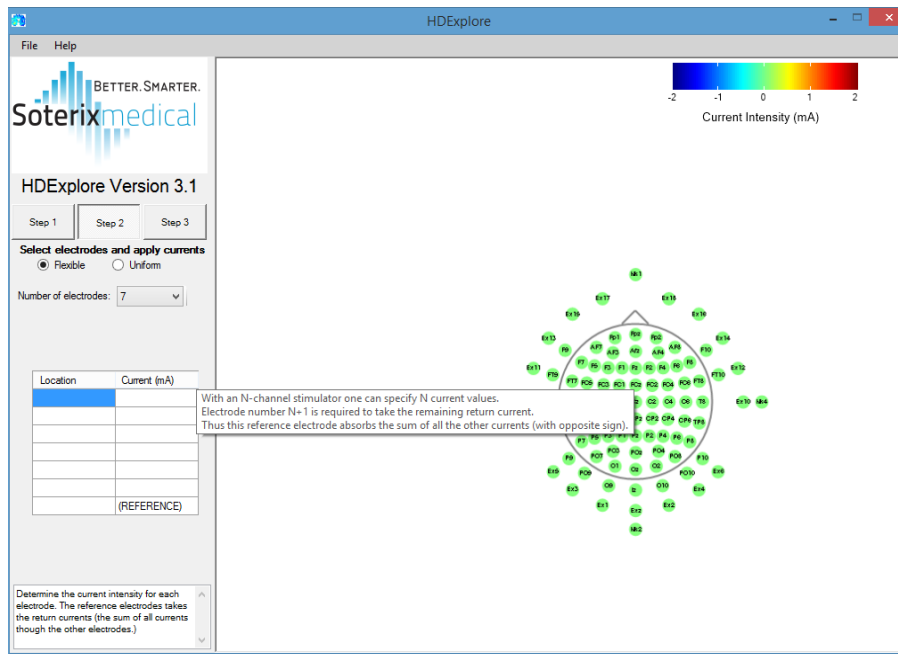 HDExplore
File Help
BETTER. SMARTER.
Soterixmedical
HDExplore Version 3.1
Step 1 Step 2 Step 3
Select electrodes and apply currents
Flexible Uniform
Number of electrodes: 7
Location Current (mA)
(REFERENCE)
Determine the current intensity for each
electrode. The reference electrodes takes
the return currents (the sum of all currents
though the other electrodes.)
With an N-channel stimulator one can specify N current values.
Electrode number N+1 is required to take the remaining return current.
Thus this reference electrode absorbs the sum of all the other currents (with opposite sign).
-2 -1 0 1 2
Current Intensity (mA)
Nk1
Ex17 Ex18
Ex15 Ex16
Ex13 Fp1 Fpz Fp2 Ex14
F9 AF7 AF3 Afz AF4 AF8 F10
Ex11 F7 F5 F3 F1 Fz F2 F4 F6 F8 Ex12
FT9 FT7 FC5 FC3 FC1 FCz FC2 FC4 FC6 FT8 FT10
C2 C4 C6 T8 Ex10 Nk4
CP2 CP4 CP6 TP8
P7 P2 P4 P6 P8
P9 PO7 PO3 POz PO4 PO8 P10
Ex5 PO9 O1 Oz O2 PO10 Ex6
Ex3 O9 Iz O10 Ex4
Ex1 Exz Ex2
Nk2